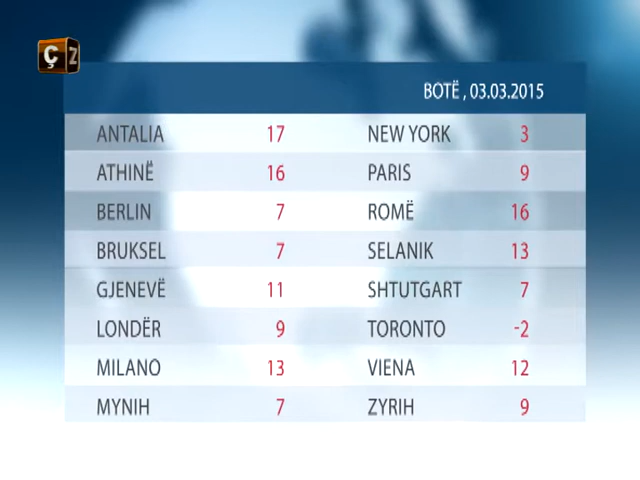 ÇZ
BOTË , 03.03.2015
ANTALIA 17 NEW YORK 3
ATHINË 16 PARIS 9
BERLIN 7 ROMË 16
BRUKSEL 7 SELANIK 13
GJENEVË 11 SHTUTGART 7
LONDËR 9 TORONTO -2
MILANO 13 VIENA 12
MYNIH 7 ZYRIH 9